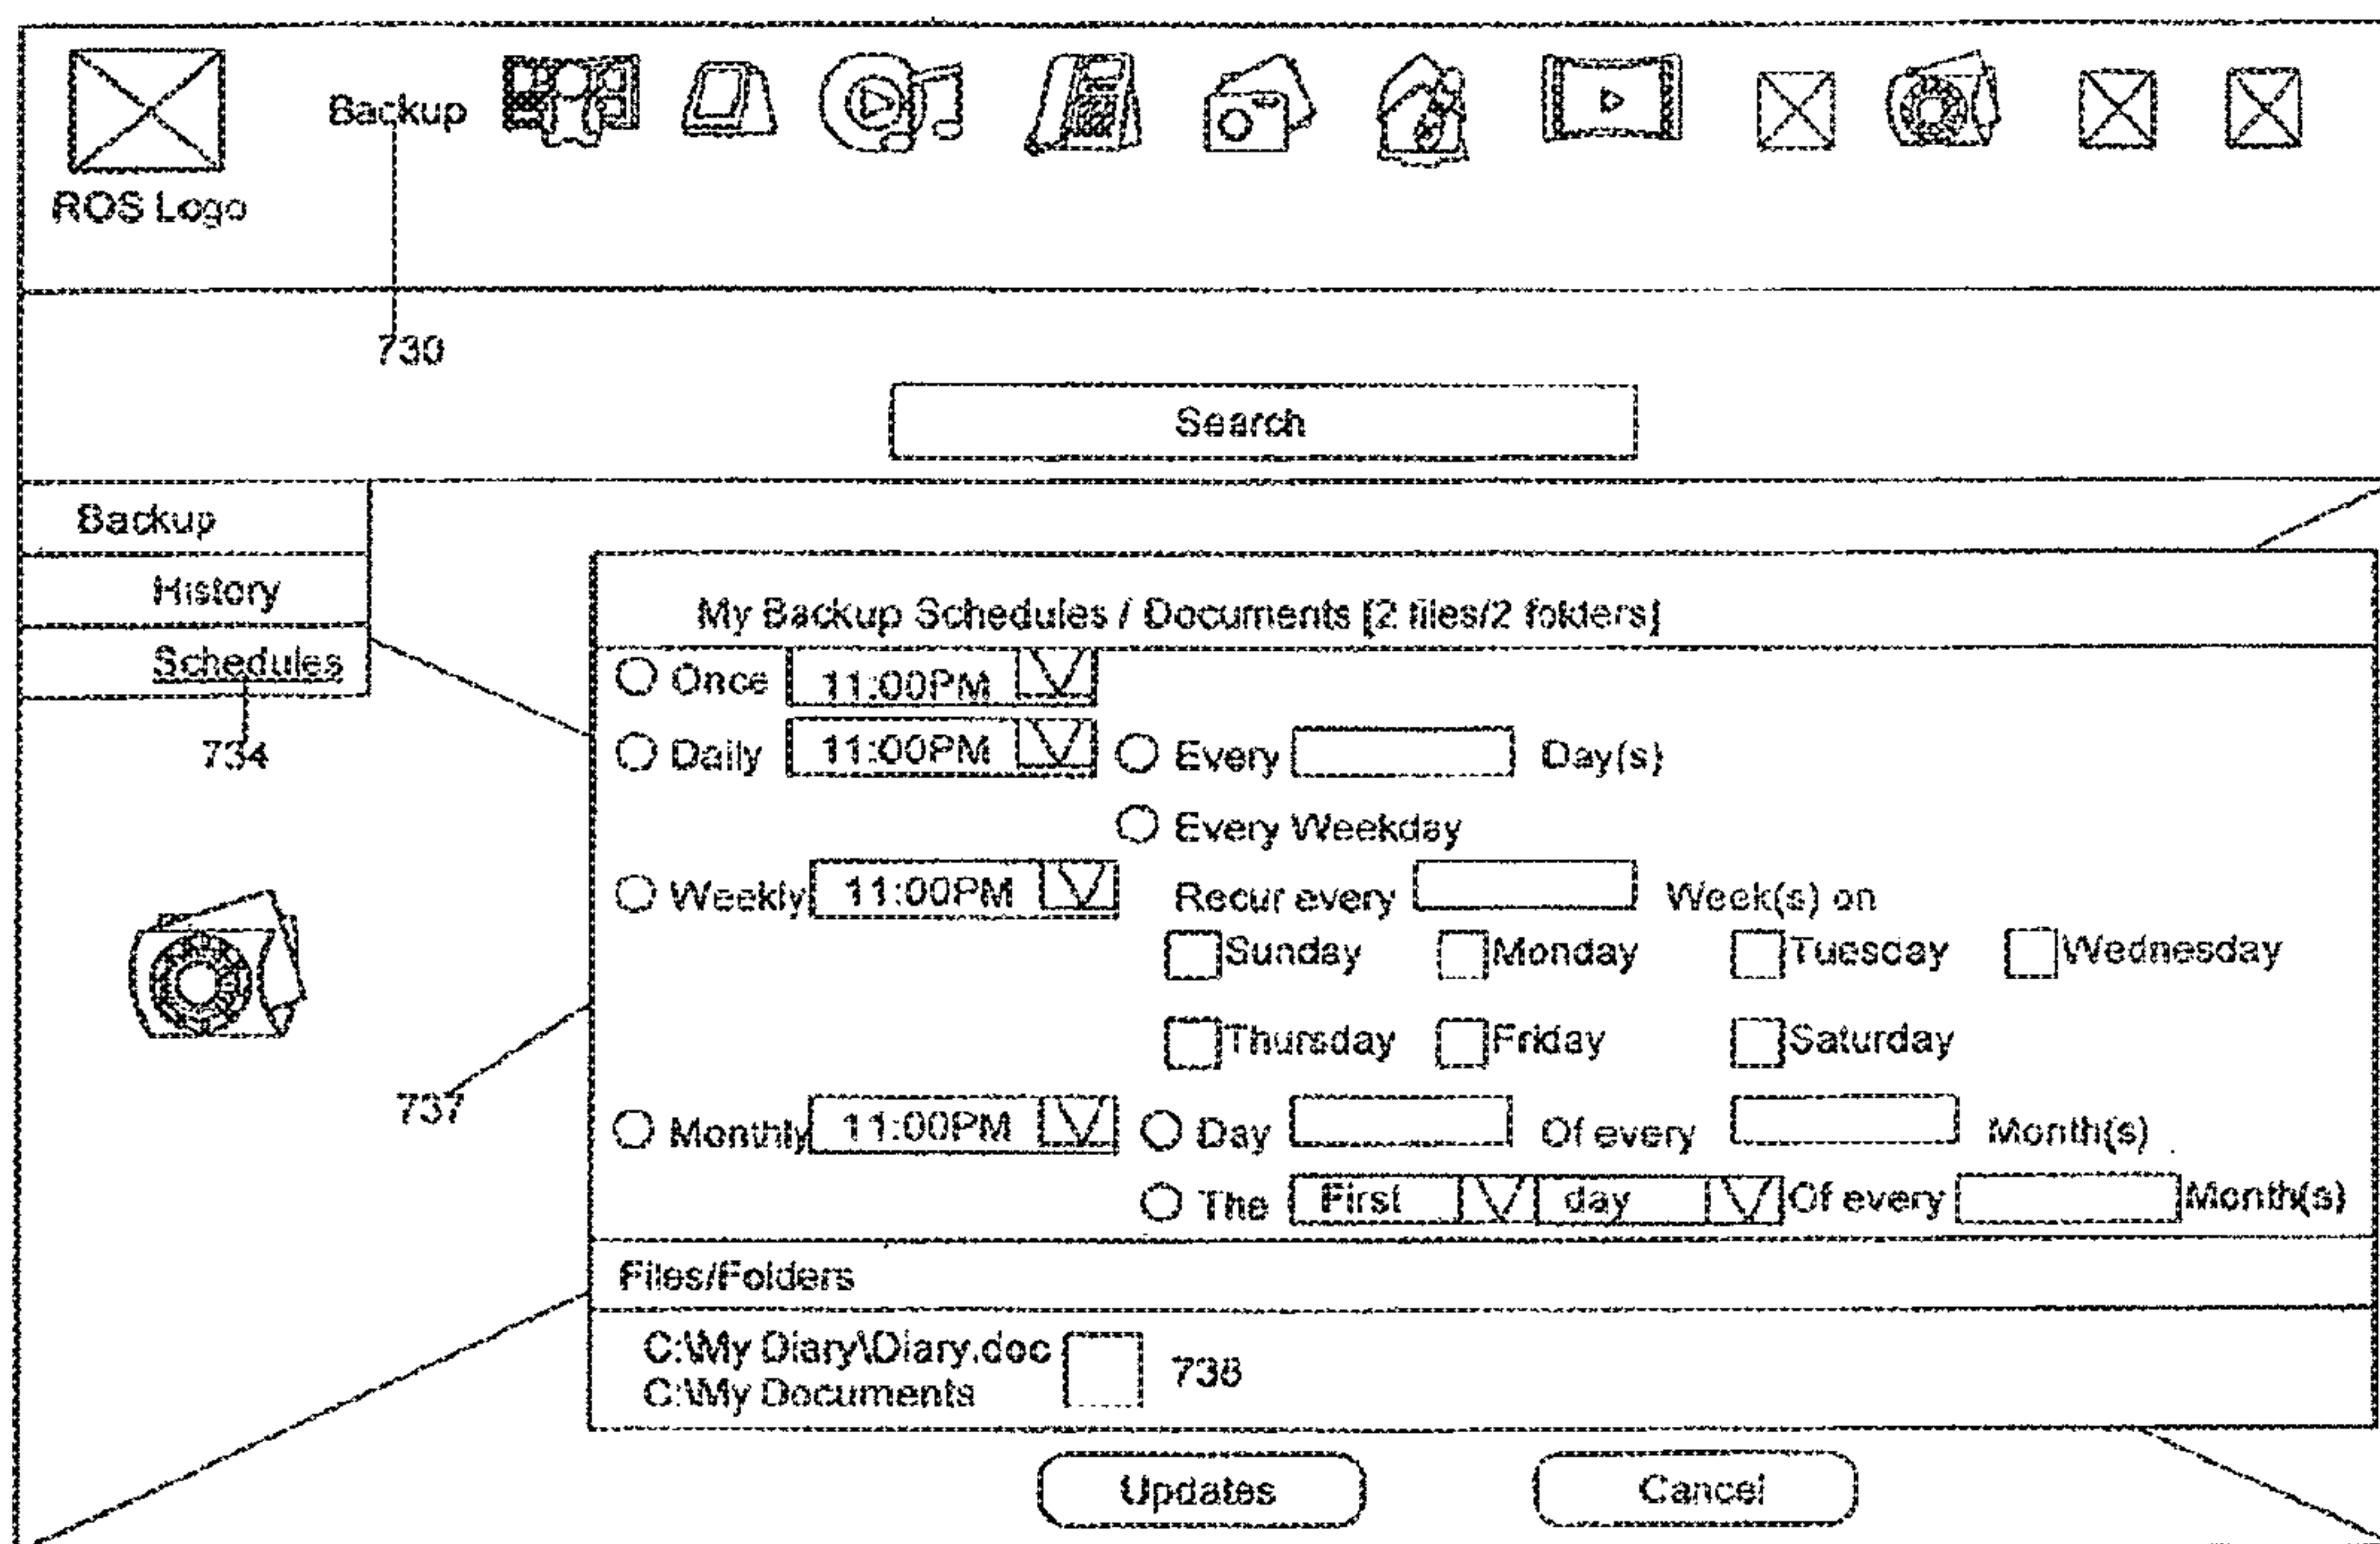 Backup
ROS Logo
730
Search
Backup
History
Schedules
734
My Backup Schedules / Documents [2 files/2 folders]
Once 11:00PM
Daily 11:00PM Every Day(s)
Every Weekday
Weekly 11:00PM Recur every Week(s) on
Sunday Monday Tuesday Wednesday
Thursday Friday Saturday
737
Monthly 11:00PM Day Of every Month(s)
The First day Of every Month(s)
Files/Folders
C:\My Diary\Diary.doc
738
C:\My Documents
Updates Cancel